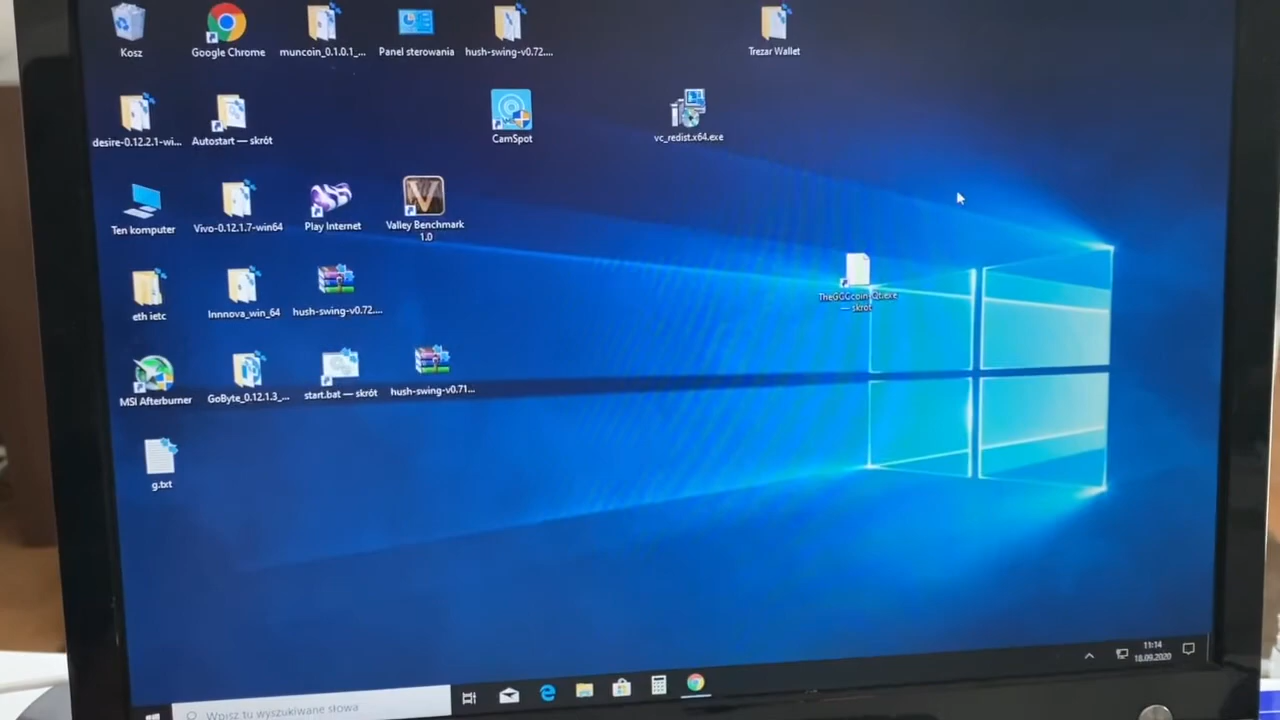 Kosz
Google Chrome
muncoin_0.1.0.1_...
Panel sterowania
hush-swing-v0.72....
Trezar Wallet
desire-0.12.2.1-wi...
Autostart — skrót
CamSpot
vc_redist.x64.exe
Ten komputer
Vivo-0.12.1.7-win64
Play Internet
Valley Benchmark
1.0
eth ietc
Innnova_win_64
hush-swing-v0.72....
TheGCCcoin-Qt.exe
— skrót
MSI Afterburner
GoByte_0.12.1.3_...
start.bat — skrót
hush-swing-v0.71...
g.txt
Wpisz tu wyszukiwane słowa
11:14
18.09.2020